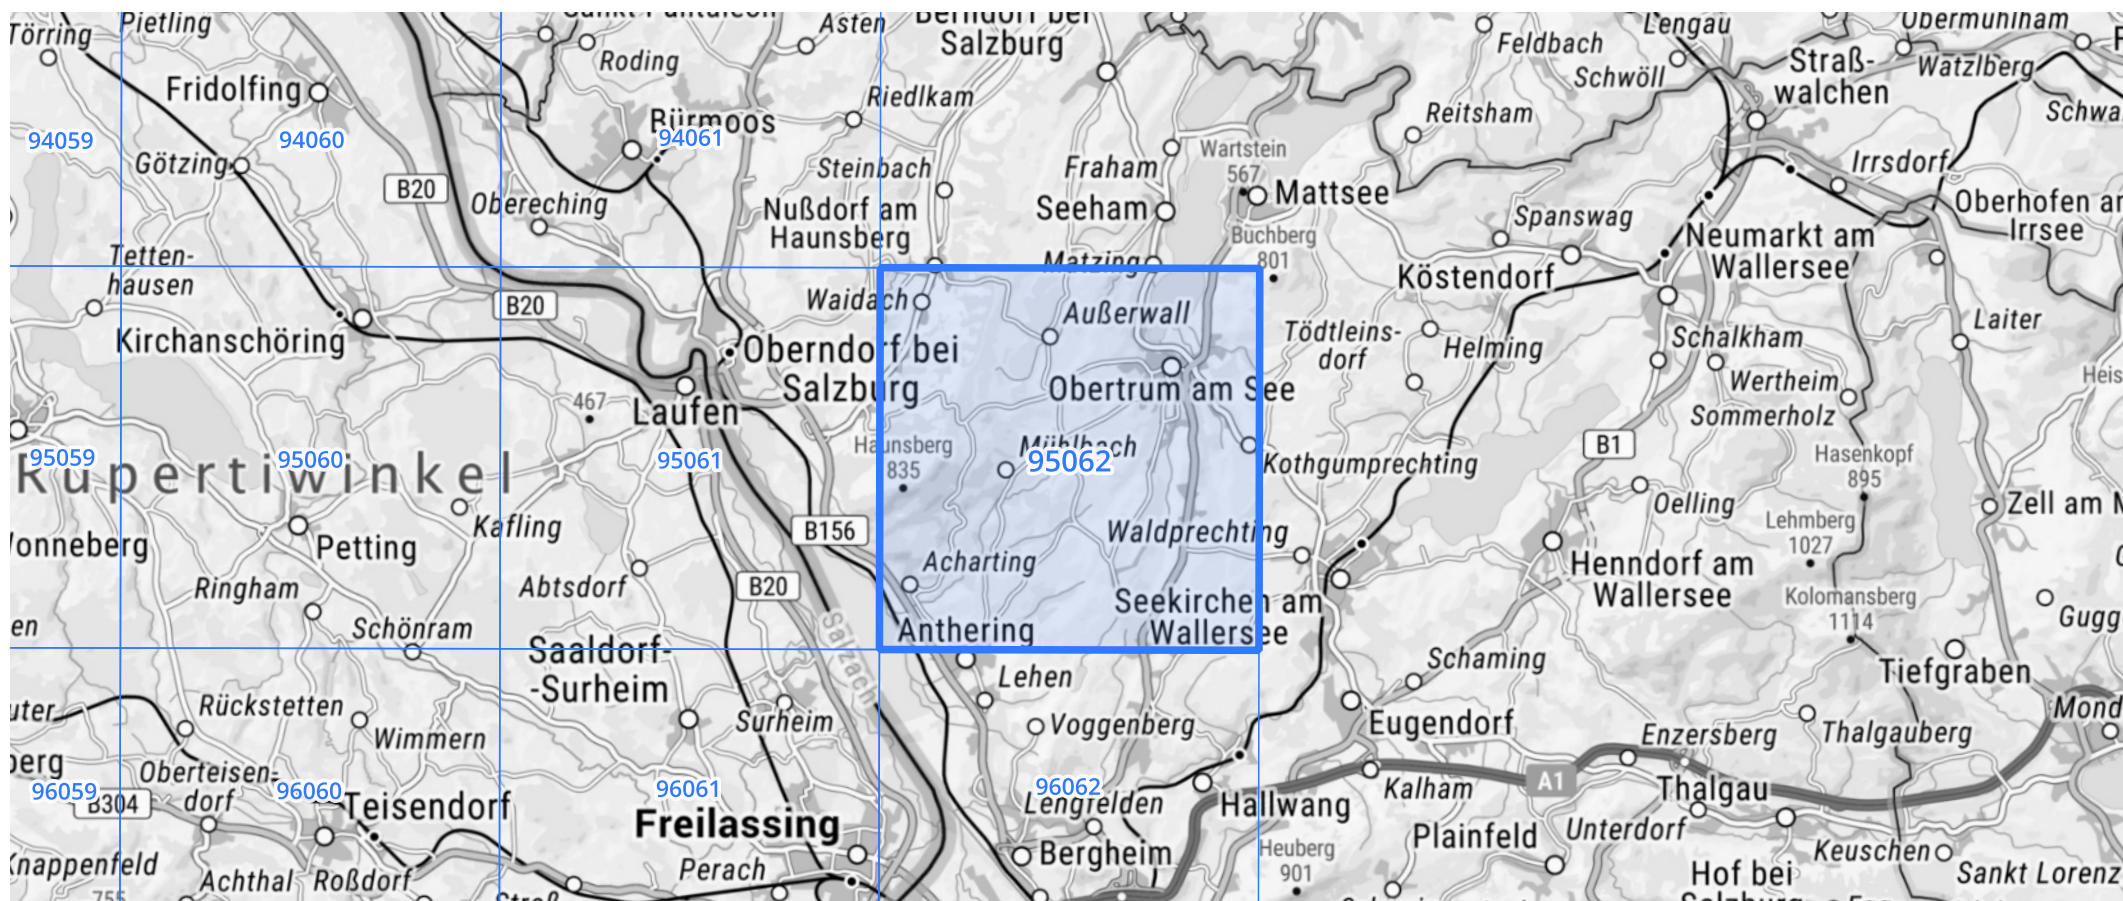 Törring
Pietling
Asten
Salzburg
Lengau
Obermühlham
Feldbach
Roding
Straß-
walchen
Schwöll
Watzlberg
Fridolfing
Riedlkam
Reitsham
Bürmoos
94059
94060
94061
Götzing
Wartstein
567
Irrsdorf
Steinbach
Fraham
B20
Mattsee
Oberhofen am
Irrsee
Obereching
Nußdorf am
Haunsberg
Seeham
Spanswag
Buchberg
801
Neumarkt am
Wallersee
Tetten-
hausen
Matzing
Köstendorf
B20
Waidach
Außerwall
Laiter
Kirchanschöring
Tödtleins-
dorf
Helming
Schalkham
Oberndorf bei
Salzburg
Obertrum am See
Wertheim
467
Laufen
Sommerholz
Haunsberg
835
Mühlbach
B1
Hasenkopf
895
95059
95060
95061
95062
Rupertiwinkel
Kothgumprechting
Oelling
Zell am M
Kafling
B156
Waldprechting
Lehmberg
1027
Petting
Acharting
Henndorf am
Wallersee
Ringham
Abtsdorf
B20
Seekirchen am
Wallersee
Kolomansberg
1114
Gugg
Schönram
Saaldorf-
-Surheim
Salzach
Anthering
Schaming
Tiefgraben
Lehen
Rückstetten
Surheim
Voggenberg
Eugendorf
Enzersberg
Thalgauberg
Mond
Wimmern
Oberteisen-
dorf
96059
96060
96061
96062
B304
Teisendorf
Lengfelden
Hallwang
Kalham
A1
Thalgau
Freilassing
Plainfeld
Unterdorf
Bergheim
Heuberg
901
Keuschen
Knappenfeld
Achthal
Roßdorf
Perach
Hof bei
Sankt Lorenz
755